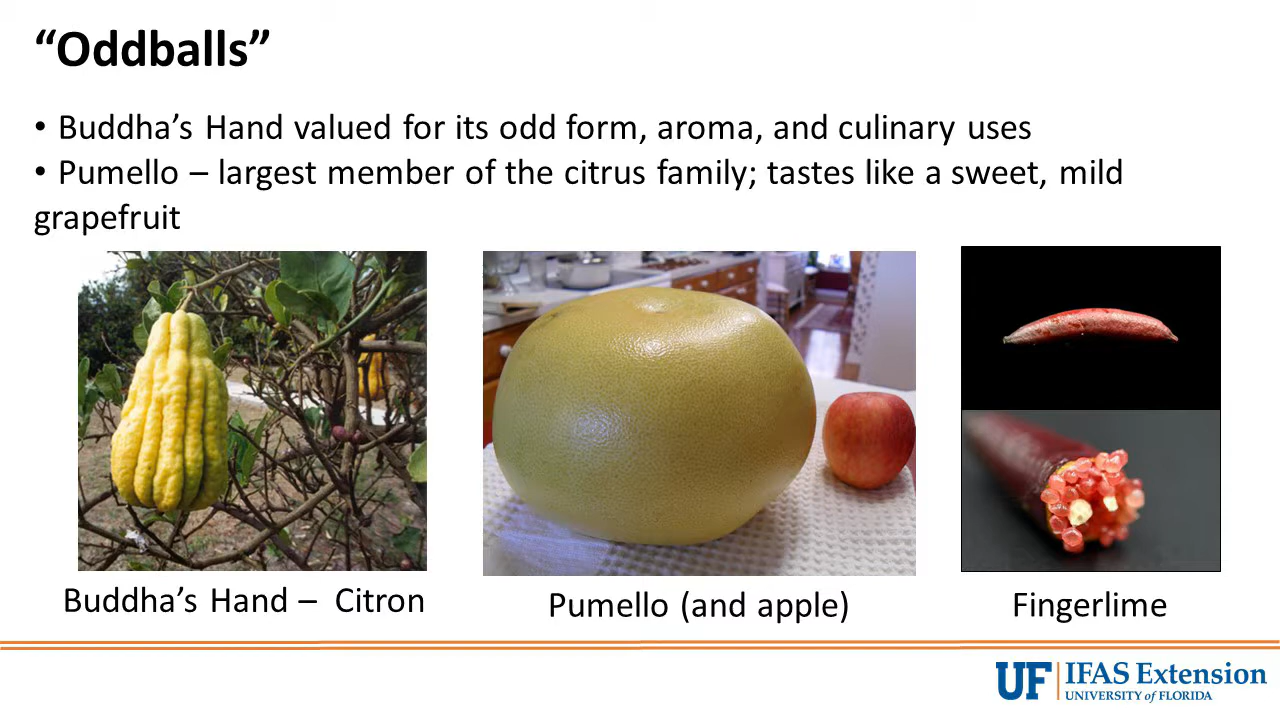 “Oddballs”
• Buddha’s Hand valued for its odd form, aroma, and culinary uses
• Pumello – largest member of the citrus family; tastes like a sweet, mild
grapefruit
Buddha’s Hand – Citron
Pumello (and apple)
Fingerlime
UF IFAS Extension
UNIVERSITY of FLORIDA